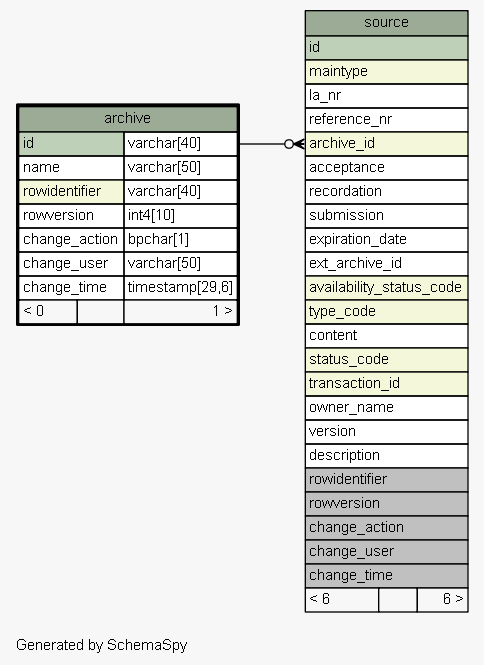 archive
id varchar[40]
name varchar[50]
rowidentifier varchar[40]
rowversion int4[10]
change_action bpchar[1]
change_user varchar[50]
change_time timestamp[29,6]
< 0 1 >
source
id
maintype
la_nr
reference_nr
archive_id
acceptance
recordation
submission
expiration_date
ext_archive_id
availability_status_code
type_code
content
status_code
transaction_id
owner_name
version
description
rowidentifier
rowversion
change_action
change_user
change_time
< 6 6 >
Generated by SchemaSpy